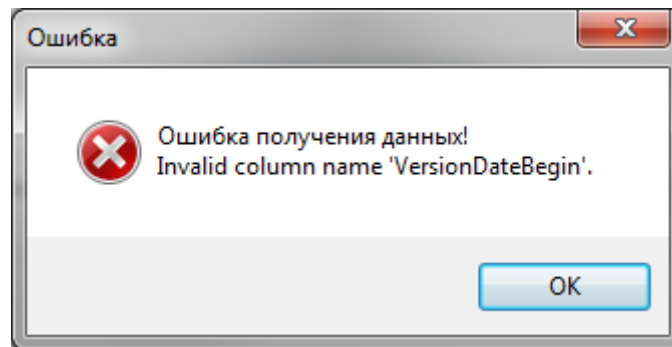 Ошибка
Ошибка получения данных!
Invalid column name 'VersionDateBegin'.
OK